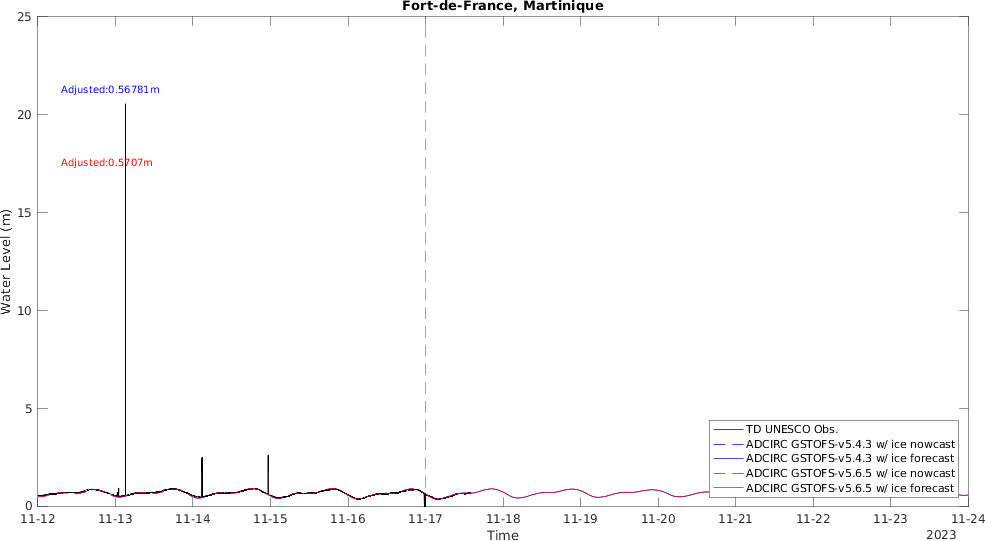 Fort-de-France, Martinique
25
20
15
10
5
0
Water Level (m)
Adjusted:0.56781m
Adjusted:0.5707m
TD UNESCO Obs.
ADCIRC GSTOFS-v5.4.3 w/ ice nowcast
ADCIRC GSTOFS-v5.4.3 w/ ice forecast
ADCIRC GSTOFS-v5.6.5 w/ ice nowcast
ADCIRC GSTOFS-v5.6.5 w/ ice forecast
11-12 11-13 11-14 11-15 11-16 11-17 11-18 11-19 11-20 11-21 11-22 11-23 11-24
Time
2023